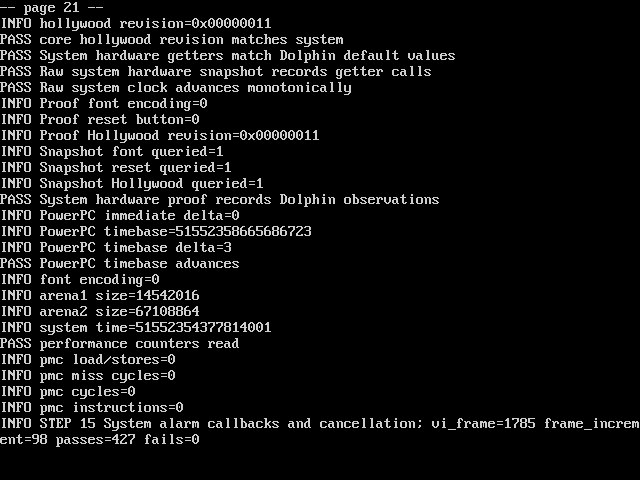 -- page 21 --
INFO hollywood revision=0x00000011
PASS core hollywood revision matches system
PASS System hardware getters match Dolphin default values
PASS Raw system hardware snapshot records getter calls
PASS Raw system clock advances monotonically
INFO Proof font encoding=0
INFO Proof reset button=0
INFO Proof Hollywood revision=0x00000011
INFO Snapshot font queried=1
INFO Snapshot reset queried=1
INFO Snapshot Hollywood queried=1
PASS System hardware proof records Dolphin observations
INFO PowerPC immediate delta=0
INFO PowerPC timebase=51552358665686723
INFO PowerPC timebase delta=3
PASS PowerPC timebase advances
INFO font encoding=0
INFO arena1 size=14542016
INFO arena2 size=67108864
INFO system time=51552354377814001
PASS performance counters read
INFO pmc load/stores=0
INFO pmc miss cycles=0
INFO pmc cycles=0
INFO pmc instructions=0
INFO STEP 15 System alarm callbacks and cancellation; vi_frame=1785 frame_increm
ent=98 passes=427 fails=0